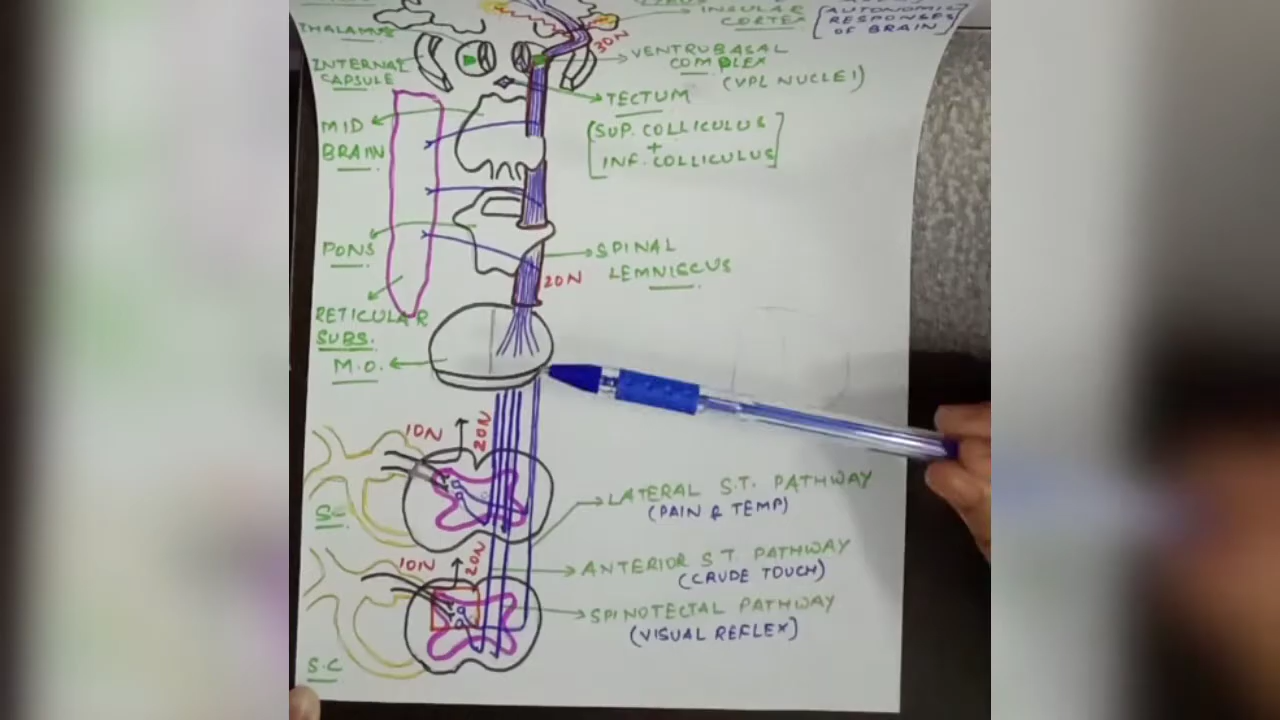 INSULAR
CORTEX
[AUTONOMIC
RESPONSES
OF BRAIN]
THALAMUS
30N
INTERNAL
CAPSULE
VENTROBASAL
COMPLEX
(VPL NUCLEI)
TECTUM
[SUP. COLLICULUS
+
INF. COLLICULUS]
MID
BRAIN
PONS
SPINAL
LEMNISCUS
20N
RETICULAR
SUBS.
M.O.
10N
20N
S.C
LATERAL S.T. PATHWAY
(PAIN & TEMP)
10N
20N
ANTERIOR S.T. PATHWAY
(CRUDE TOUCH)
SPINOTECTAL PATHWAY
(VISUAL REFLEX)
S.C